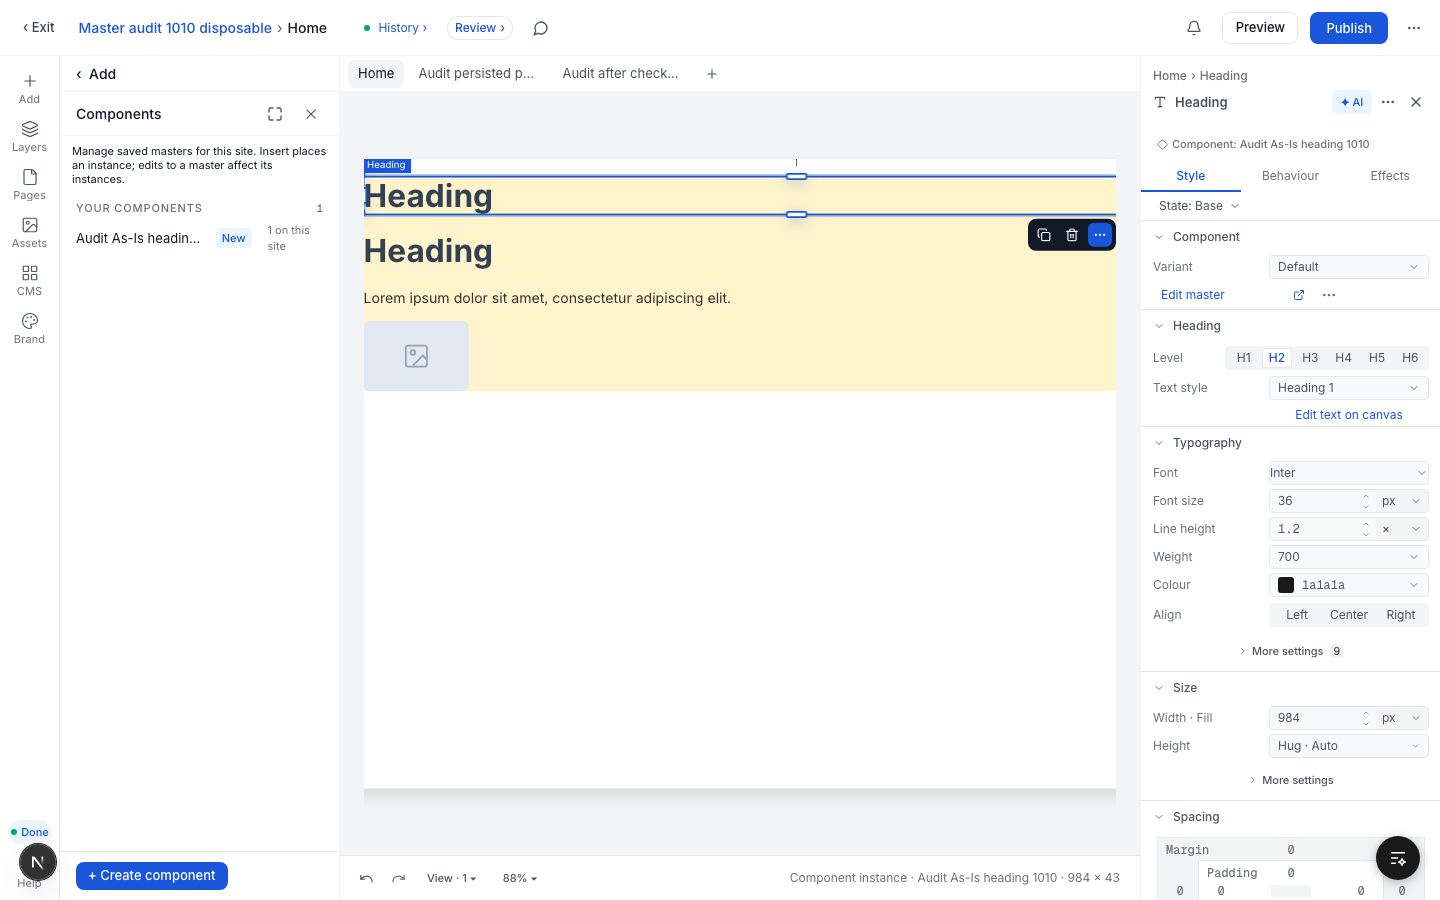 ‹ Exit
Master audit 1010 disposable › Home
History ›
Review ›
Preview
Publish
Add
Layers
Pages
Assets
CMS
Brand
Done
N
Help
‹ Add
Components
Manage saved masters for this site. Insert places
an instance; edits to a master affect its
instances.
YOUR COMPONENTS 1
Audit As-Is headin... New 1 on this
site
+ Create component
Home
Audit persisted p...
Audit after check...
Heading
Heading
Heading
Lorem ipsum dolor sit amet, consectetur adipiscing elit.
View · 1
88%
Component instance · Audit As-Is heading 1010 · 984 × 43
Home › Heading
Heading
AI
Component: Audit As-Is heading 1010
Style Behaviour Effects
State: Base
Component
Variant Default
Edit master
Heading
Level H1 H2 H3 H4 H5 H6
Text style Heading 1
Edit text on canvas
Typography
Font Inter
Font size 36 px
Line height 1.2 ×
Weight 700
Colour 1a1a1a
Align Left Center Right
More settings 9
Size
Width · Fill 984 px
Height Hug · Auto
More settings
Spacing
Margin 0
Padding 0
0 0 0 0